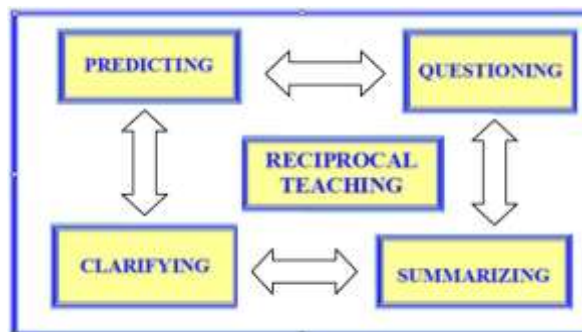 PREDICTING
QUESTIONING
RECIPROCAL
TEACHING
CLARIFYING
SUMMARIZING